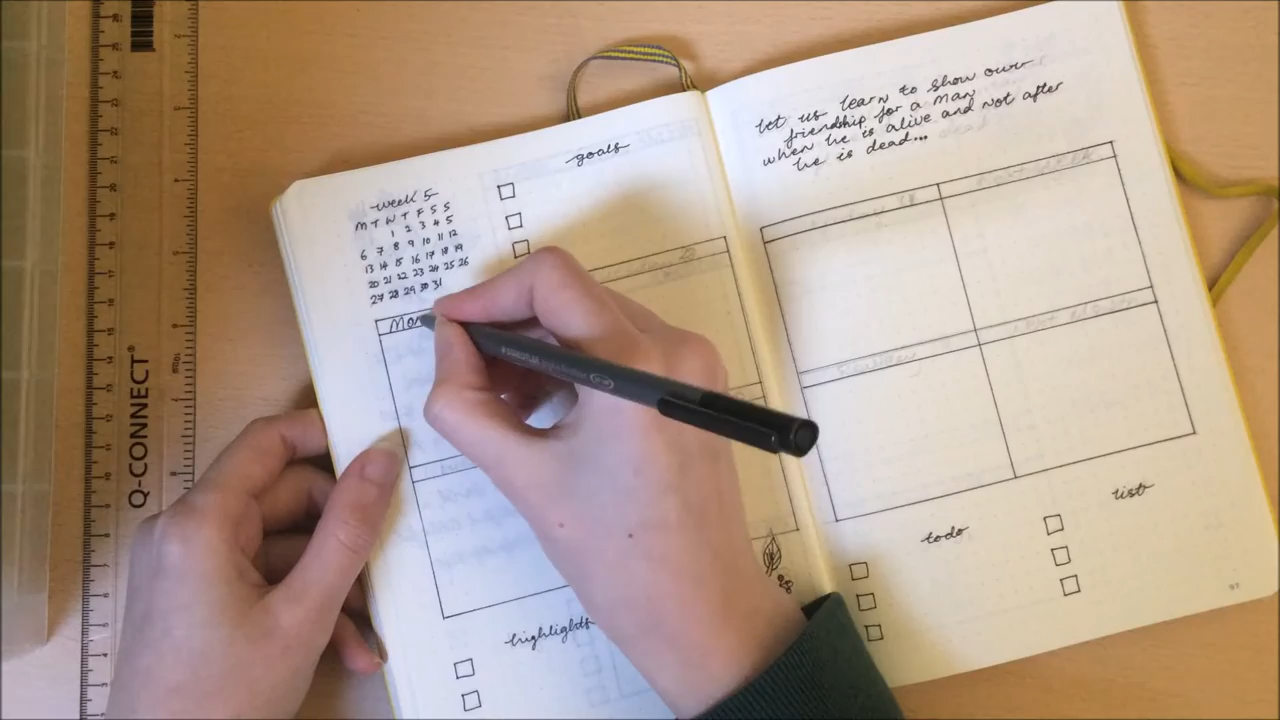 Q-CONNECT®
week 5
M T W T F S S
1 2 3 4 5
6 7 8 9 10 11 12
13 14 15 16 17 18 19
20 21 22 23 24 25 26
27 28 29 30 31
goals
Mon
highlights
let us learn to show our
friendship for a man
when he is alive and not after
he is dead...
todo
list
STAEDTLER